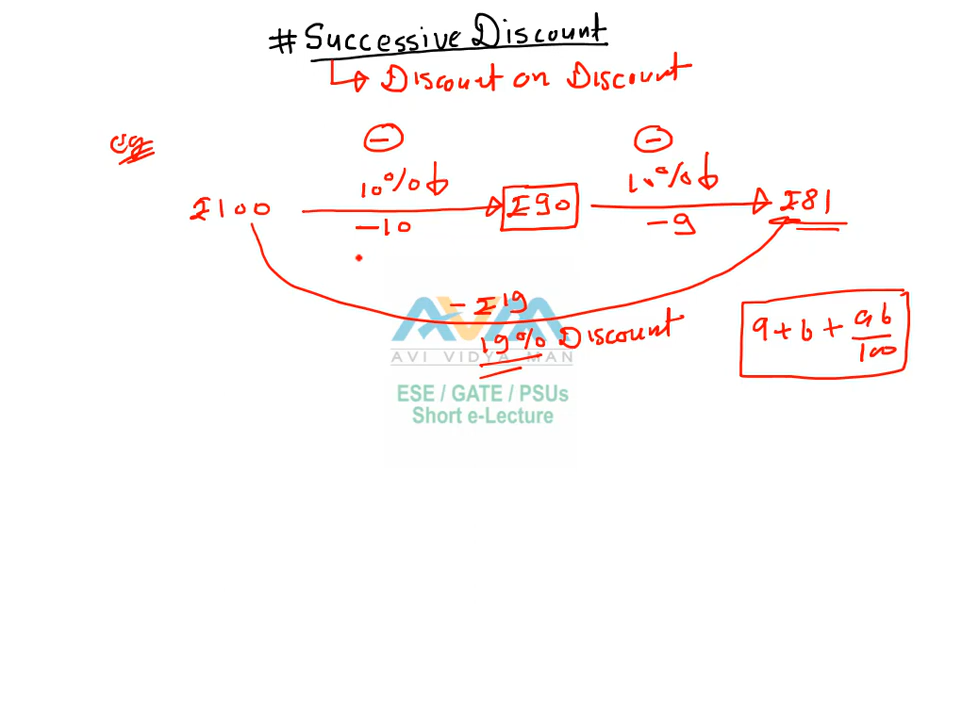 #Successive Discount
Discount on Discount
eg
10%↓ 10%↓
₹100 ₹90 ₹81
-10 -9
-₹19
19% Discount
a+b+ab/100
AVI VIDYA MAN
ESE / GATE / PSUs
Short e-Lecture